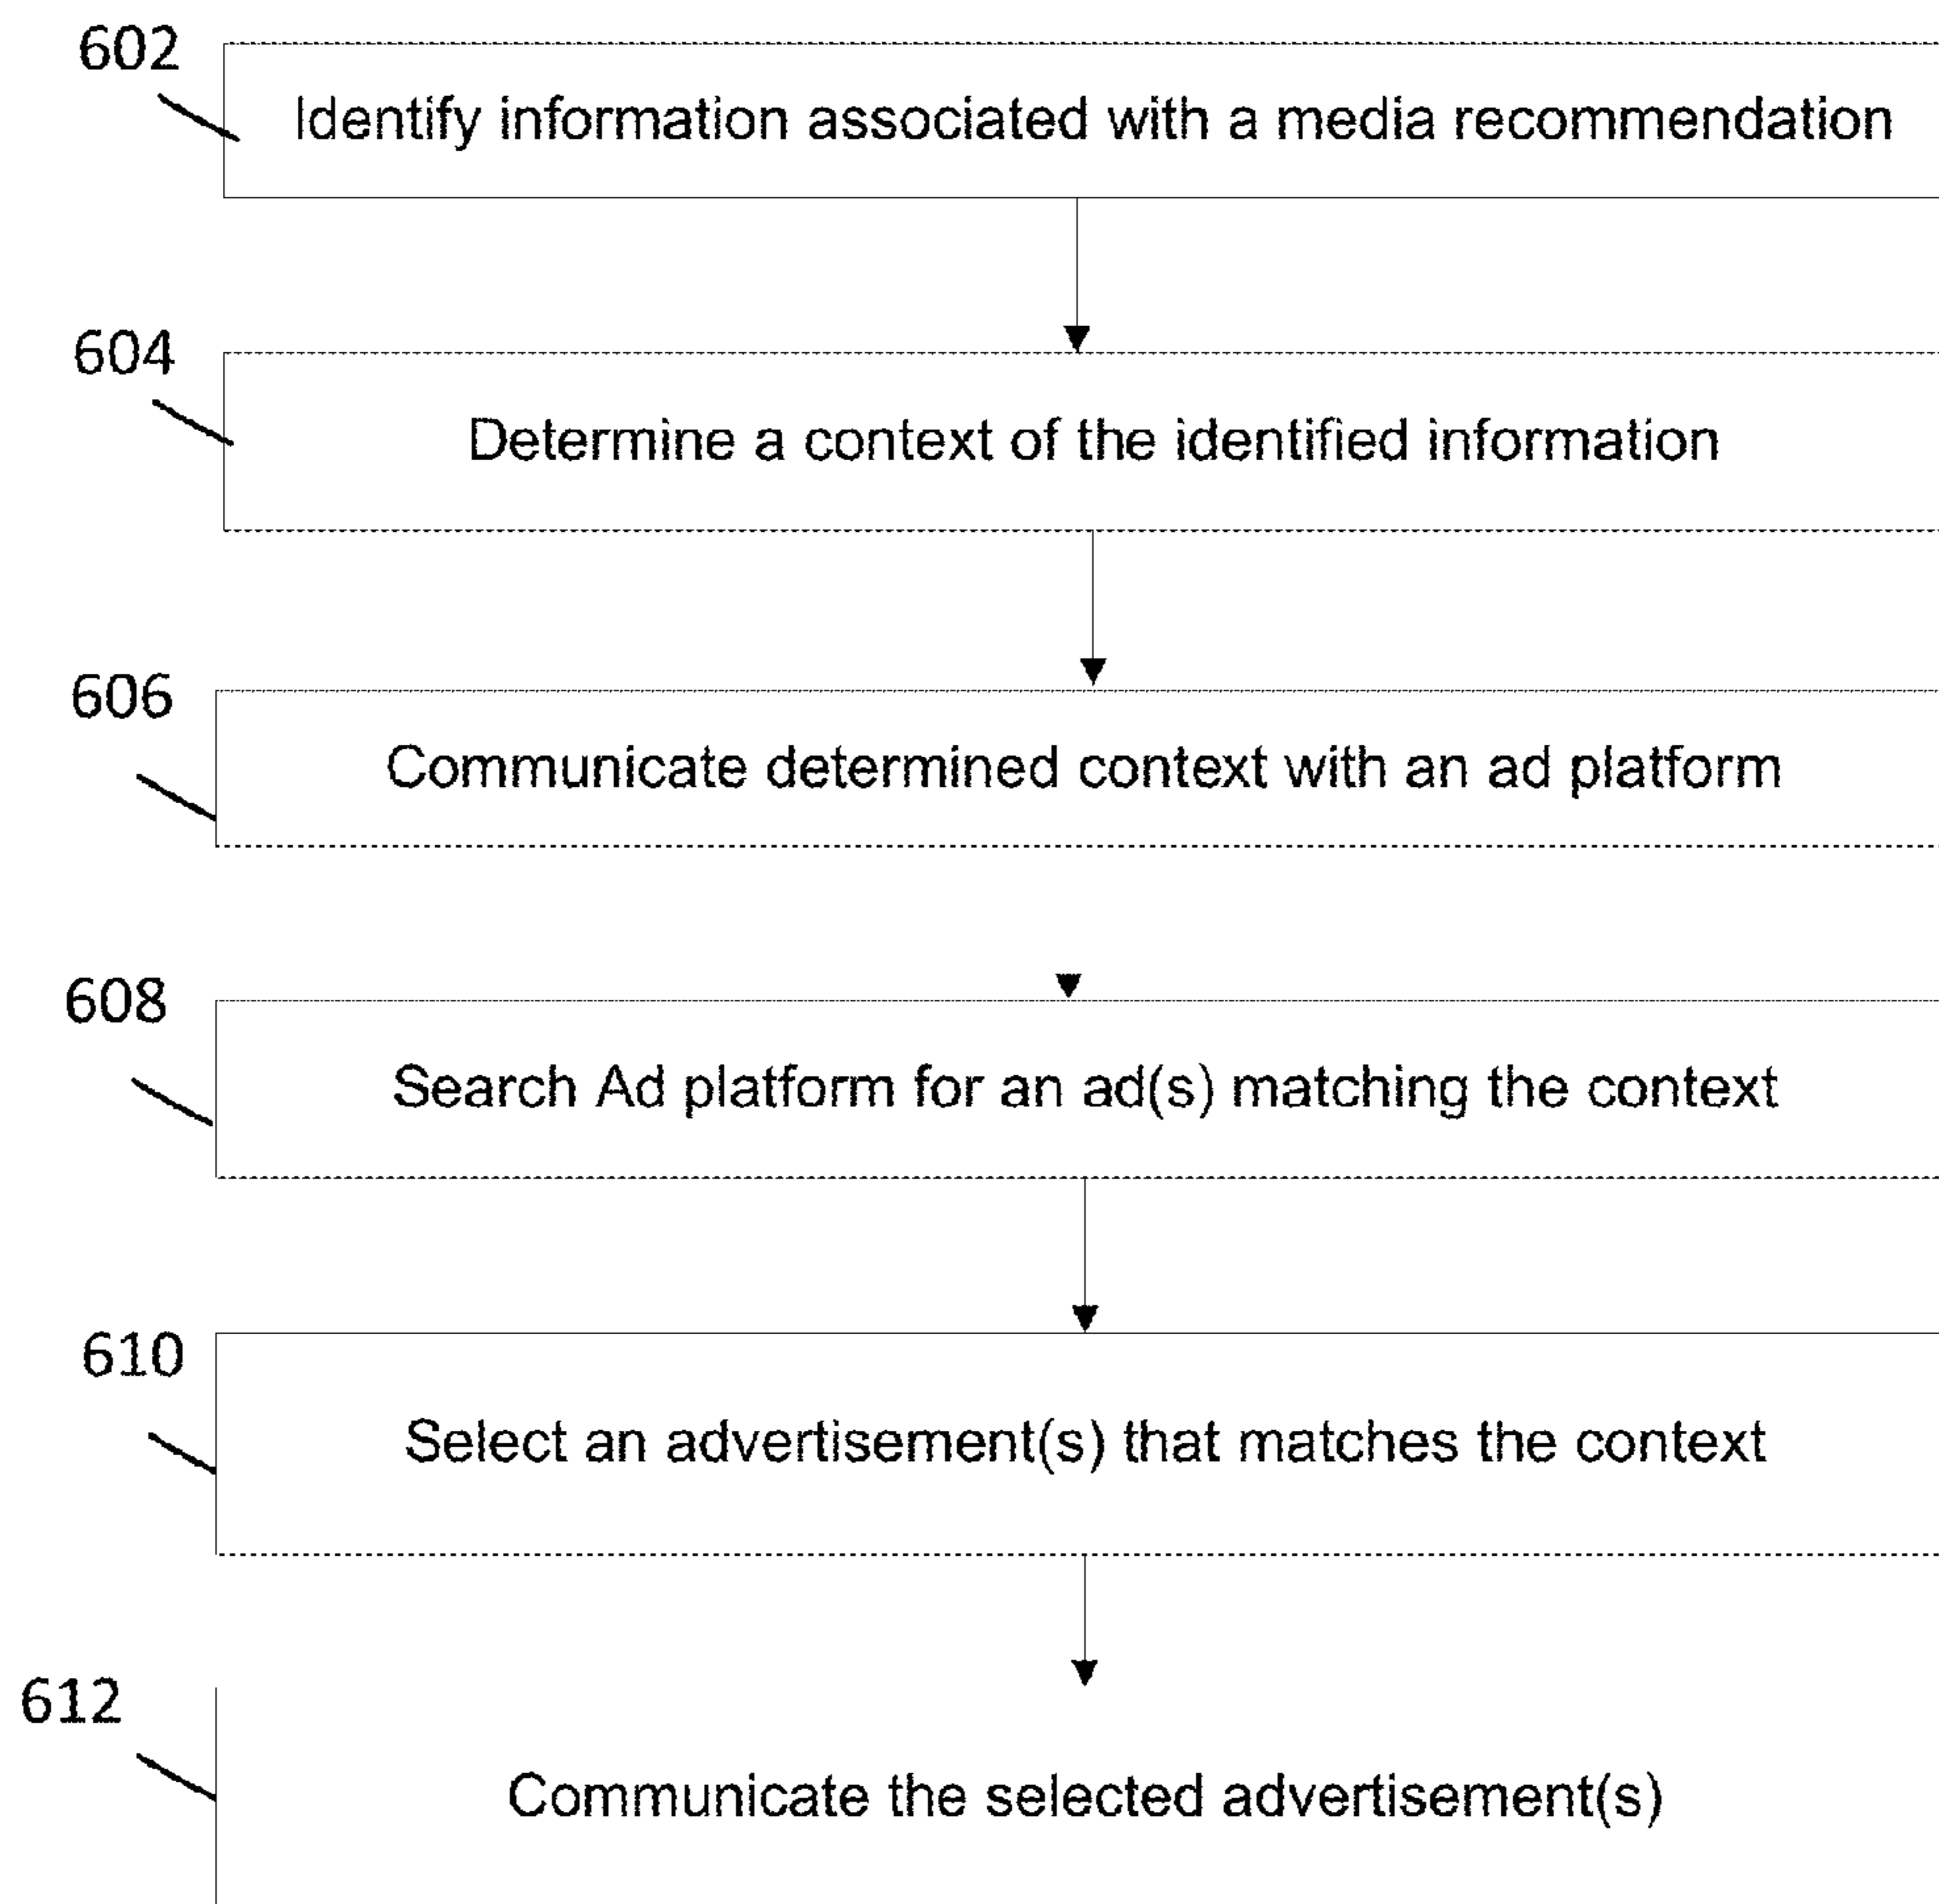 602
Identify information associated with a media recommendation
604
Determine a context of the identified information
606
Communicate determined context with an ad platform
608
Search Ad platform for an ad(s) matching the context
610
Select an advertisement(s) that matches the context
612
Communicate the selected advertisement(s)